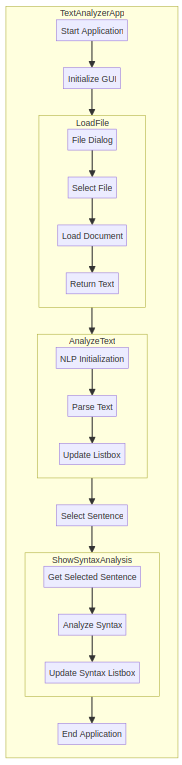 TextAnalyzerApp
Start Application
Initialize GUI
LoadFile
File Dialog
Select File
Load Document
Return Text
AnalyzeText
NLP Initialization
Parse Text
Update Listbox
Select Sentence
ShowSyntaxAnalysis
Get Selected Sentence
Analyze Syntax
Update Syntax Listbox
End Application